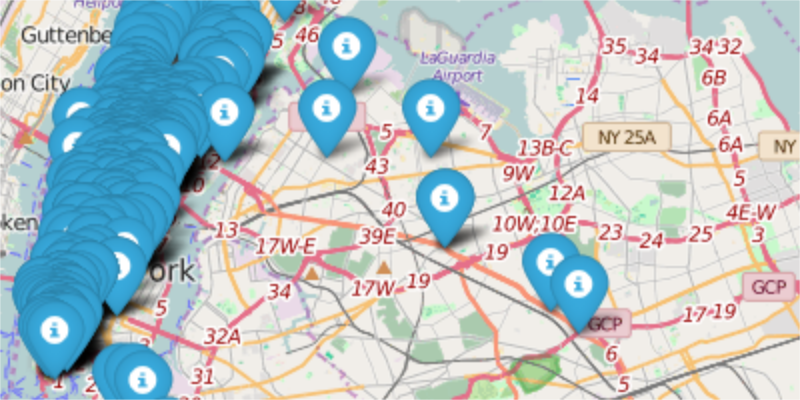 Guttenbe
on City
46
5
LaGuardia
Airport
35
34
34
32
6B
14
6A
NY 25A
NY
5
7
13B-C
6A
43
9W
5
12A
40
10W;10E
4E-W
13
39E
23
24
25
3
17W-E
19
ork
34
17W
19
GCP
5
GCP
17
19
32A
6
31
5
1
2